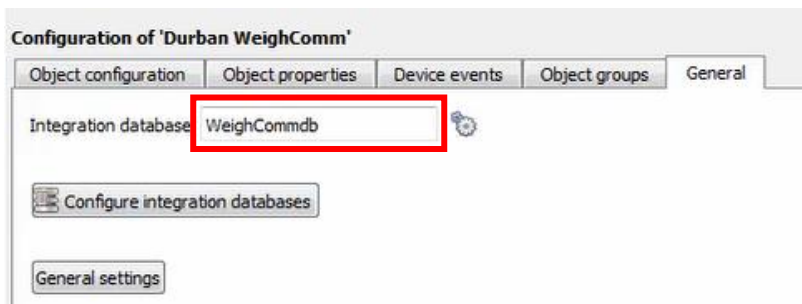 Configuration of 'Durban WeighComm'
Object configuration Object properties Device events Object groups General
Integration database WeighCommdb
Configure integration databases
General settings